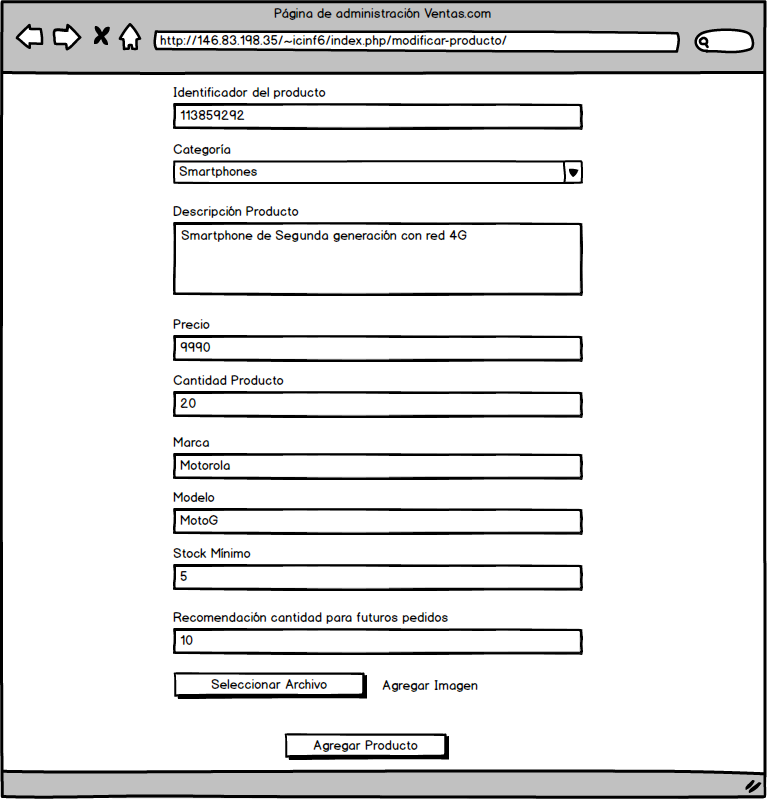 Página de administración Ventas.com
http://146.83.198.35/~icinf6/index.php/modificar-producto/
Identificador del producto
113859292
Categoría
Smartphones
Descripción Producto
Smartphone de Segunda generación con red 4G
Precio
9990
Cantidad Producto
20
Marca
Motorola
Modelo
MotoG
Stock Mínimo
5
Recomendación cantidad para futuros pedidos
10
Seleccionar Archivo Agregar Imagen
Agregar Producto